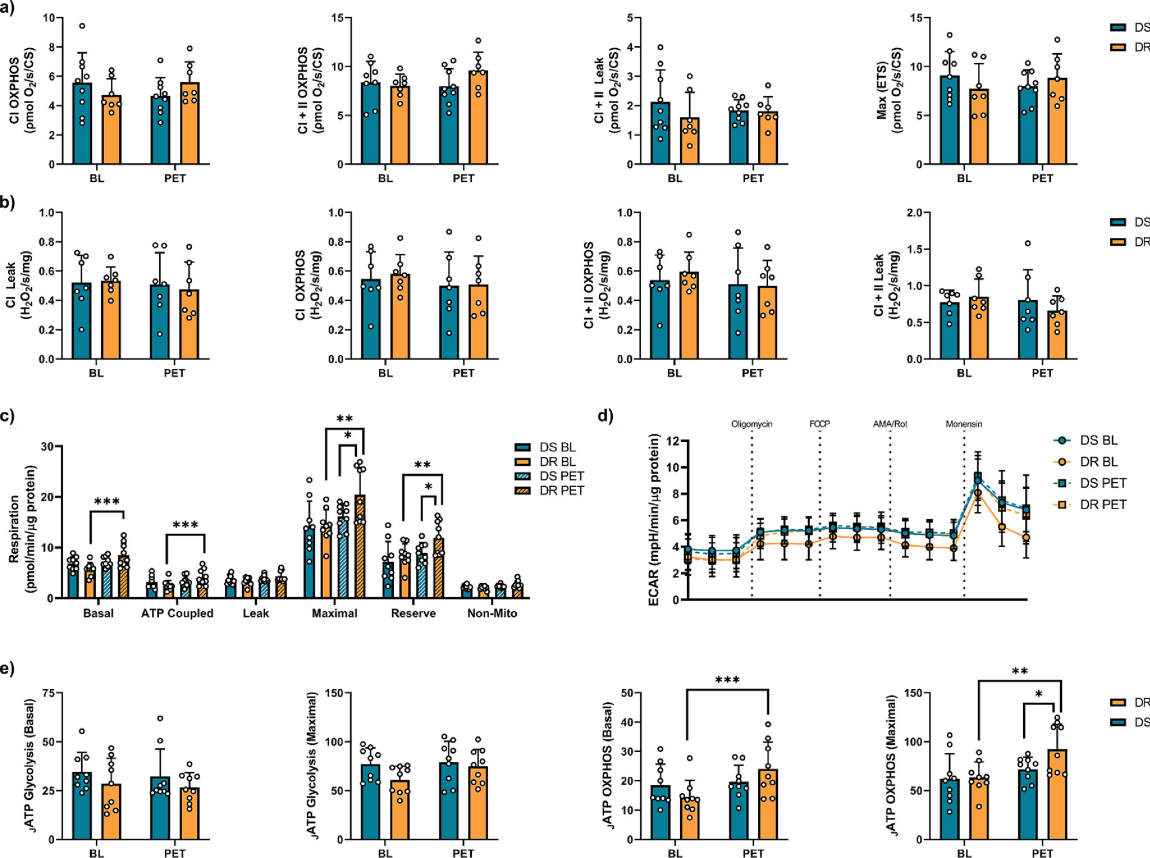 a)
CI OXPHOS
(pmol O2/s/CS)
10
8
6
4
2
0
BL
PET
CI + II OXPHOS
(pmol O2/s/CS)
15
10
5
0
BL
PET
CI + II Leak
(pmol O2/s/CS)
5
4
3
2
1
0
BL
PET
Max (ETS)
(pmol O2/s/CS)
15
10
5
0
BL
PET
DS
DR
b)
CI Leak
(H2O2/s/mg)
1.0
0.8
0.6
0.4
0.2
0.0
BL
PET
CI OXPHOS
(H2O2/s/mg)
1.0
0.8
0.6
0.4
0.2
0.0
BL
PET
CI + II OXPHOS
(H2O2/s/mg)
1.0
0.8
0.6
0.4
0.2
0.0
BL
PET
CI + II Leak
(H2O2/s/mg)
2.0
1.5
1.0
0.5
0.0
BL
PET
DS
DR
c)
Respiration
(pmol/min/µg protein)
30
20
10
0
***
***
**
*
**
*
Basal
ATP Coupled
Leak
Maximal
Reserve
Non-Mito
DS BL
DR BL
DS PET
DR PET
d)
ECAR (mpH/min/µg protein)
12
10
8
6
4
2
0
Oligomycin
FCCP
AMA/Rot
Monensin
DS BL
DR BL
DS PET
DR PET
e)
JATP Glycolysis (Basal)
75
50
25
0
BL
PET
JATP Glycolysis (Maximal)
150
100
50
0
BL
PET
JATP OXPHOS (Basal)
50
40
30
20
10
0
***
BL
PET
JATP OXPHOS (Maximal)
150
100
50
0
**
*
BL
PET
DR
DS